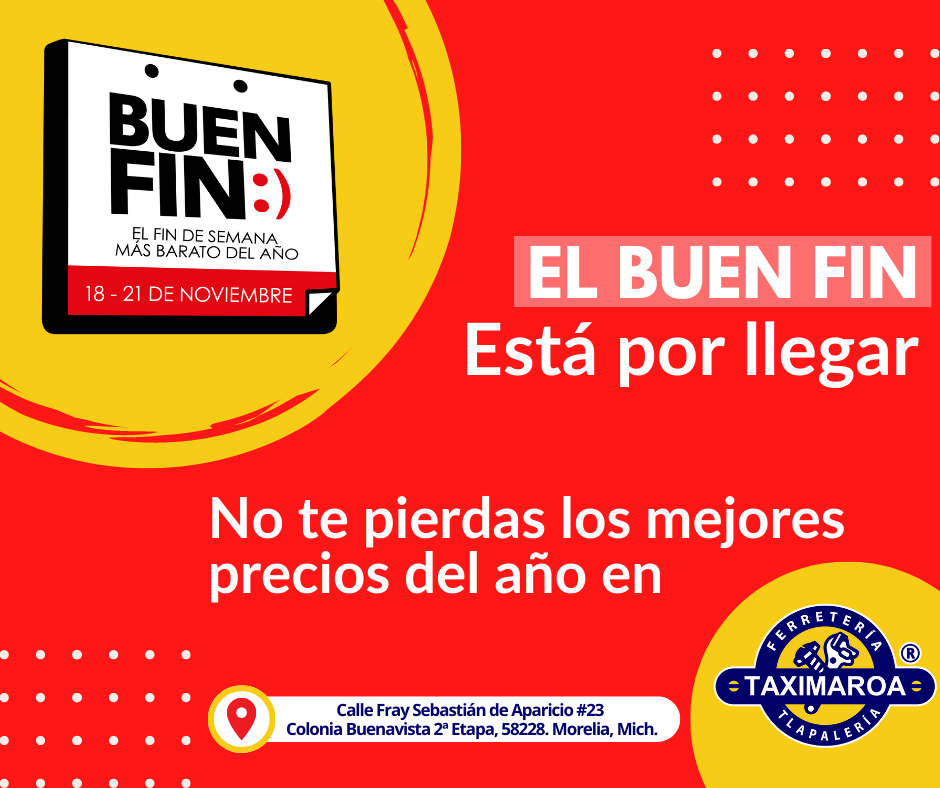 BUEN
FIN:)
EL FIN DE SEMANA
MÁS BARATO DEL AÑO
18 - 21 DE NOVIEMBRE
EL BUEN FIN
Está por llegar
No te pierdas los mejores
precios del año en
FERRETERÍA
®
TAXIMAROA
TLAPALERÍA
Calle Fray Sebastián de Aparicio #23
Colonia Buenavista 2ª Etapa, 58228. Morelia, Mich.